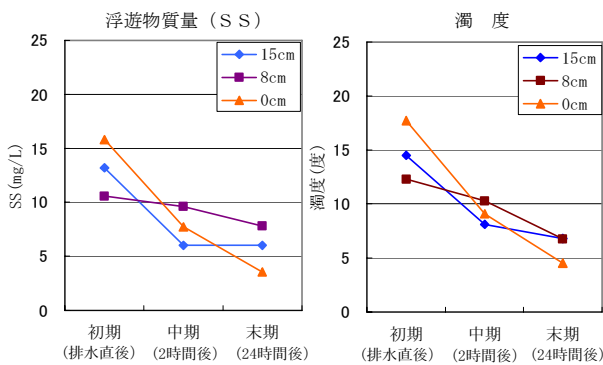 浮遊物質量（ＳＳ）
25
20
15
10
5
0
SS(mg/L)
15cm
8cm
0cm
初期
(排水直後)
中期
(2時間後)
末期
(24時間後)
濁　度
25
20
15
10
5
0
濁度(度)
15cm
8cm
0cm
初期
(排水直後)
中期
(2時間後)
末期
(24時間後)